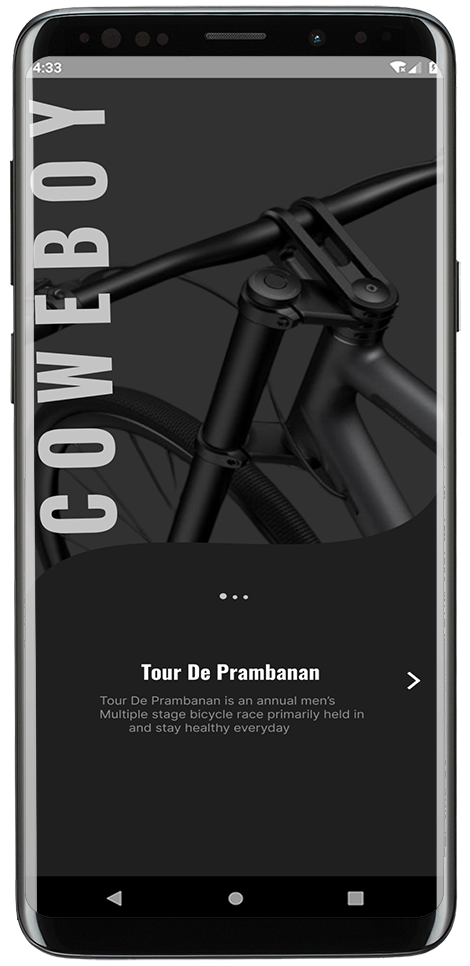 4:33
COWEBOY
Tour De Prambanan
Tour De Prambanan is an annual men's
Multiple stage bicycle race primarily held in
and stay healthy everyday